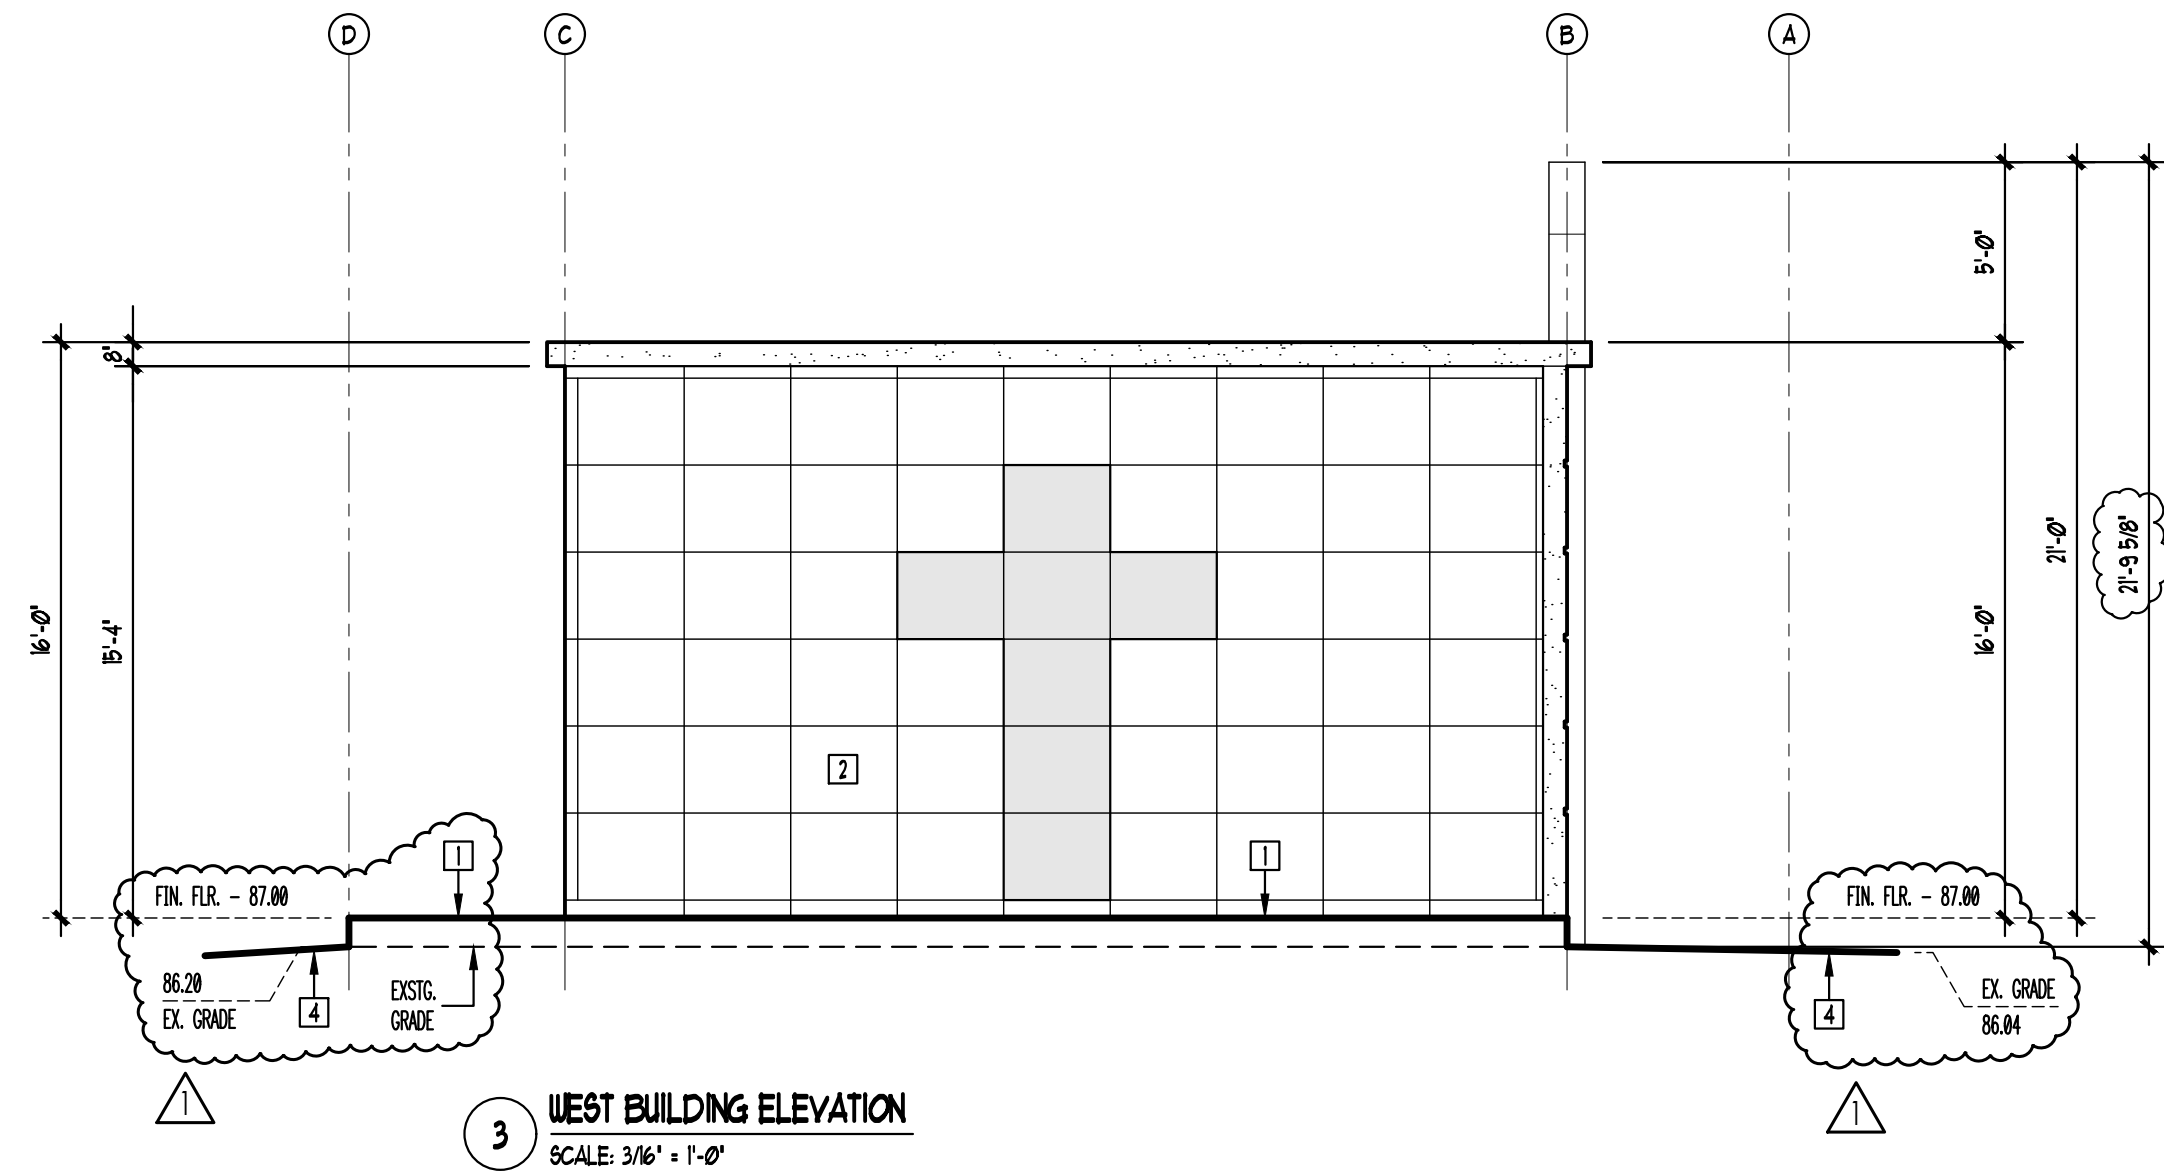 D
C
B
A
5'-0"
8"
16'-0"
15'-4"
16'-0"
21'-0"
21'-9 5/8"
2
1
1
FIN. FLR. - 87.00
FIN. FLR. - 87.00
86.20
EX. GRADE
4
EXSTG.
GRADE
4
EX. GRADE
86.04
1
1
3
WEST BUILDING ELEVATION
SCALE: 3/16" = 1'-0"